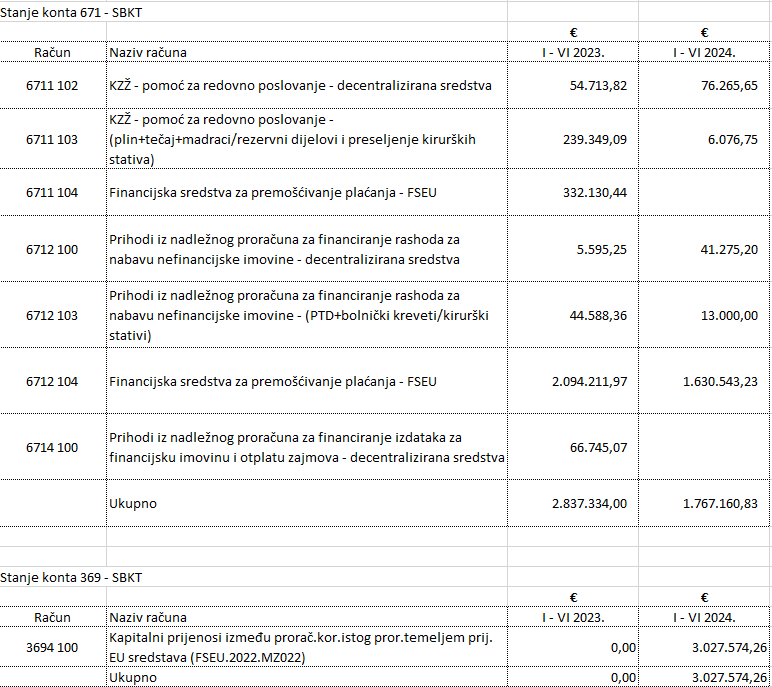 Stanje konta 671 - SBKT
€ €
Račun Naziv računa I - VI 2023. I - VI 2024.
6711 102 KZŽ - pomoć za redovno poslovanje - decentralizirana sredstva 54.713,82 76.265,65
KZŽ - pomoć za redovno poslovanje -
6711 103 (plin+tečaj+madraci/rezervni dijelovi i preseljenje kirurških 239.349,09 6.076,75
stativa)
6711 104 Financijska sredstva za premošćivanje plaćanja - FSEU 332.130,44
6712 100 Prihodi iz nadležnog proračuna za financiranje rashoda za 5.595,25 41.275,20
nabavu nefinancijske imovine - decentralizirana sredstva
Prihodi iz nadležnog proračuna za financiranje rashoda za
6712 103 nabavu nefinancijske imovine - (PTD+bolnički kreveti/kirurški 44.588,36 13.000,00
stativi)
6712 104 Financijska sredstva za premošćivanje plaćanja - FSEU 2.094.211,97 1.630.543,23
6714 100 Prihodi iz nadležnog proračuna za financiranje izdataka za 66.745,07
financijsku imovinu i otplatu zajmova - decentralizirana sredstva
Ukupno 2.837.334,00 1.767.160,83
Stanje konta 369 - SBKT
€ €
Račun Naziv računa I - VI 2023. I - VI 2024.
3694 100 Kapitalni prijenosi između prorač.kor.istog pror.temeljem prij. 0,00 3.027.574,26
EU sredstava (FSEU.2022.MZ022)
Ukupno 0,00 3.027.574,26